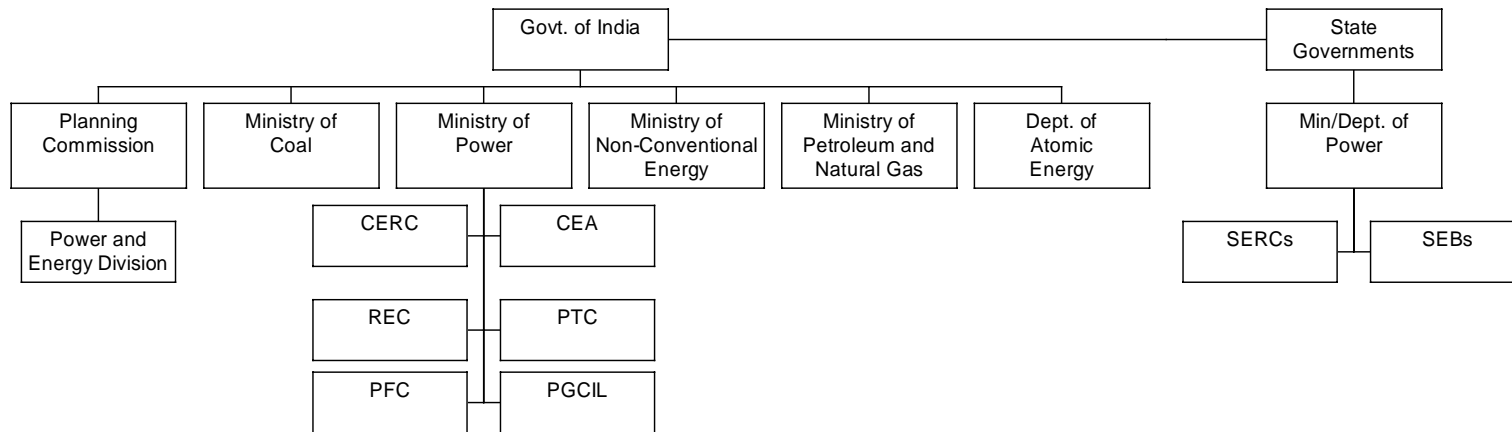 Govt. of India
State
Governments
Planning
Commission
Ministry of
Coal
Ministry of
Power
Ministry of
Non-Conventional
Energy
Ministry of
Petroleum and
Natural Gas
Dept. of
Atomic
Energy
Min/Dept. of
Power
Power and
Energy Division
CERC
CEA
SERCs
SEBs
REC
PTC
PFC
PGCIL